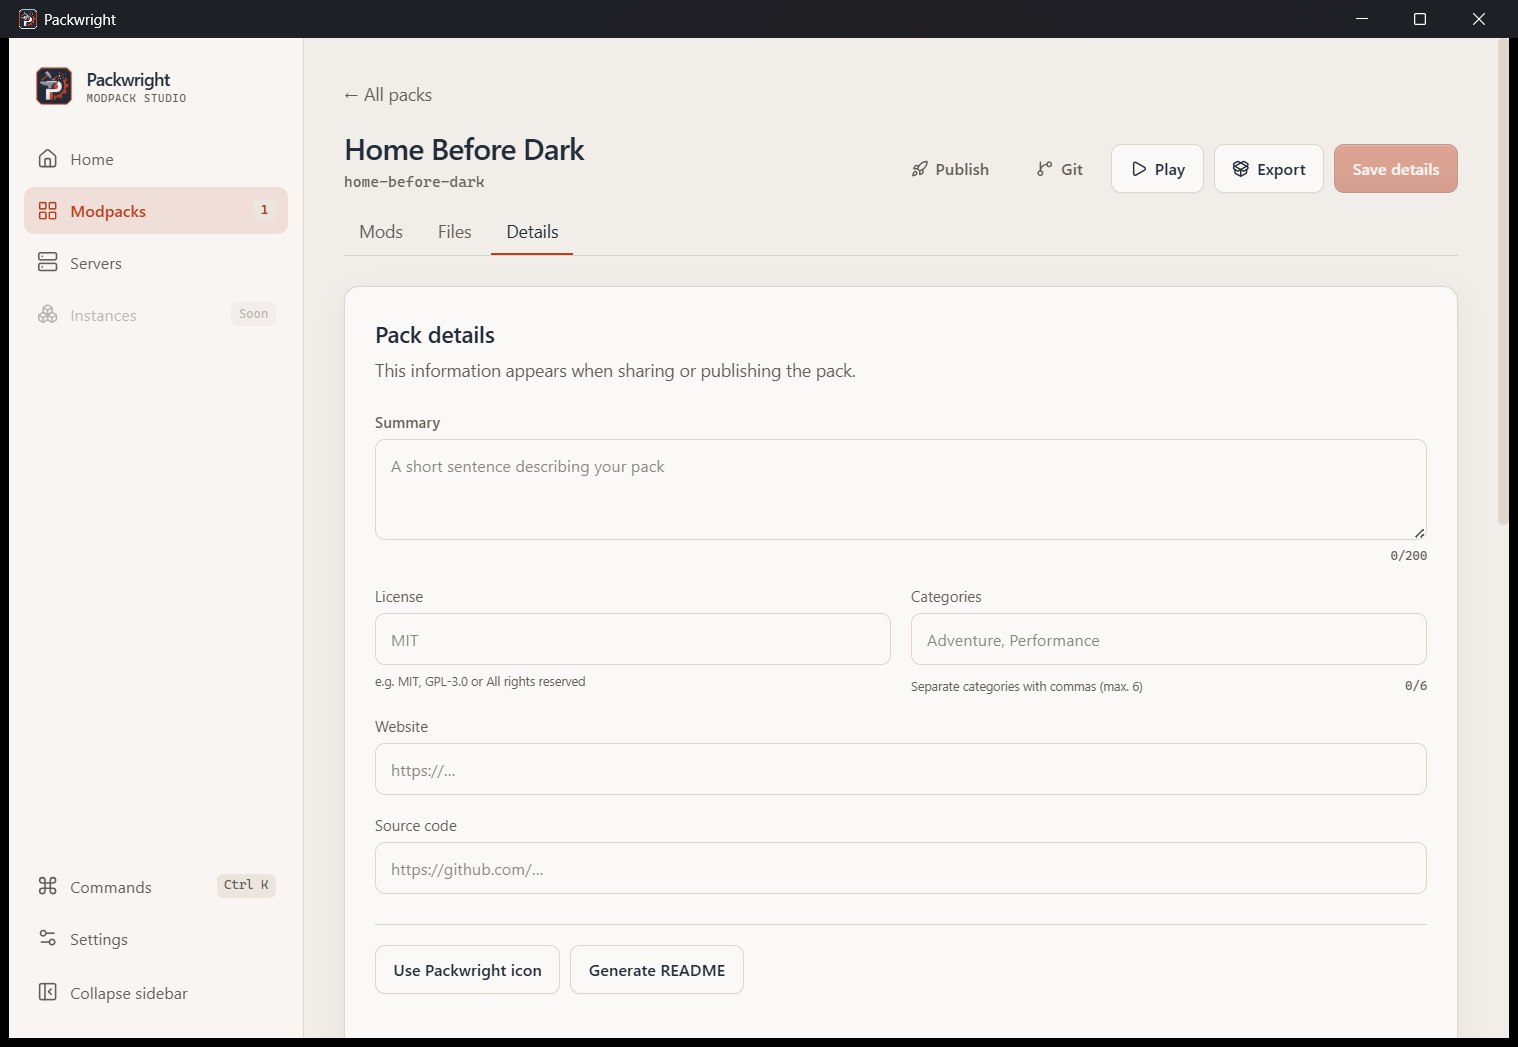 Packwright
Packwright
MODPACK STUDIO
Home
Modpacks 1
Servers
Instances Soon
Commands Ctrl K
Settings
Collapse sidebar
← All packs
Home Before Dark
home-before-dark
Publish Git Play Export Save details
Mods Files Details
Pack details
This information appears when sharing or publishing the pack.
Summary
A short sentence describing your pack
0/200
License
MIT
e.g. MIT, GPL-3.0 or All rights reserved
Categories
Adventure, Performance
Separate categories with commas (max. 6) 0/6
Website
https://...
Source code
https://github.com/...
Use Packwright icon Generate README